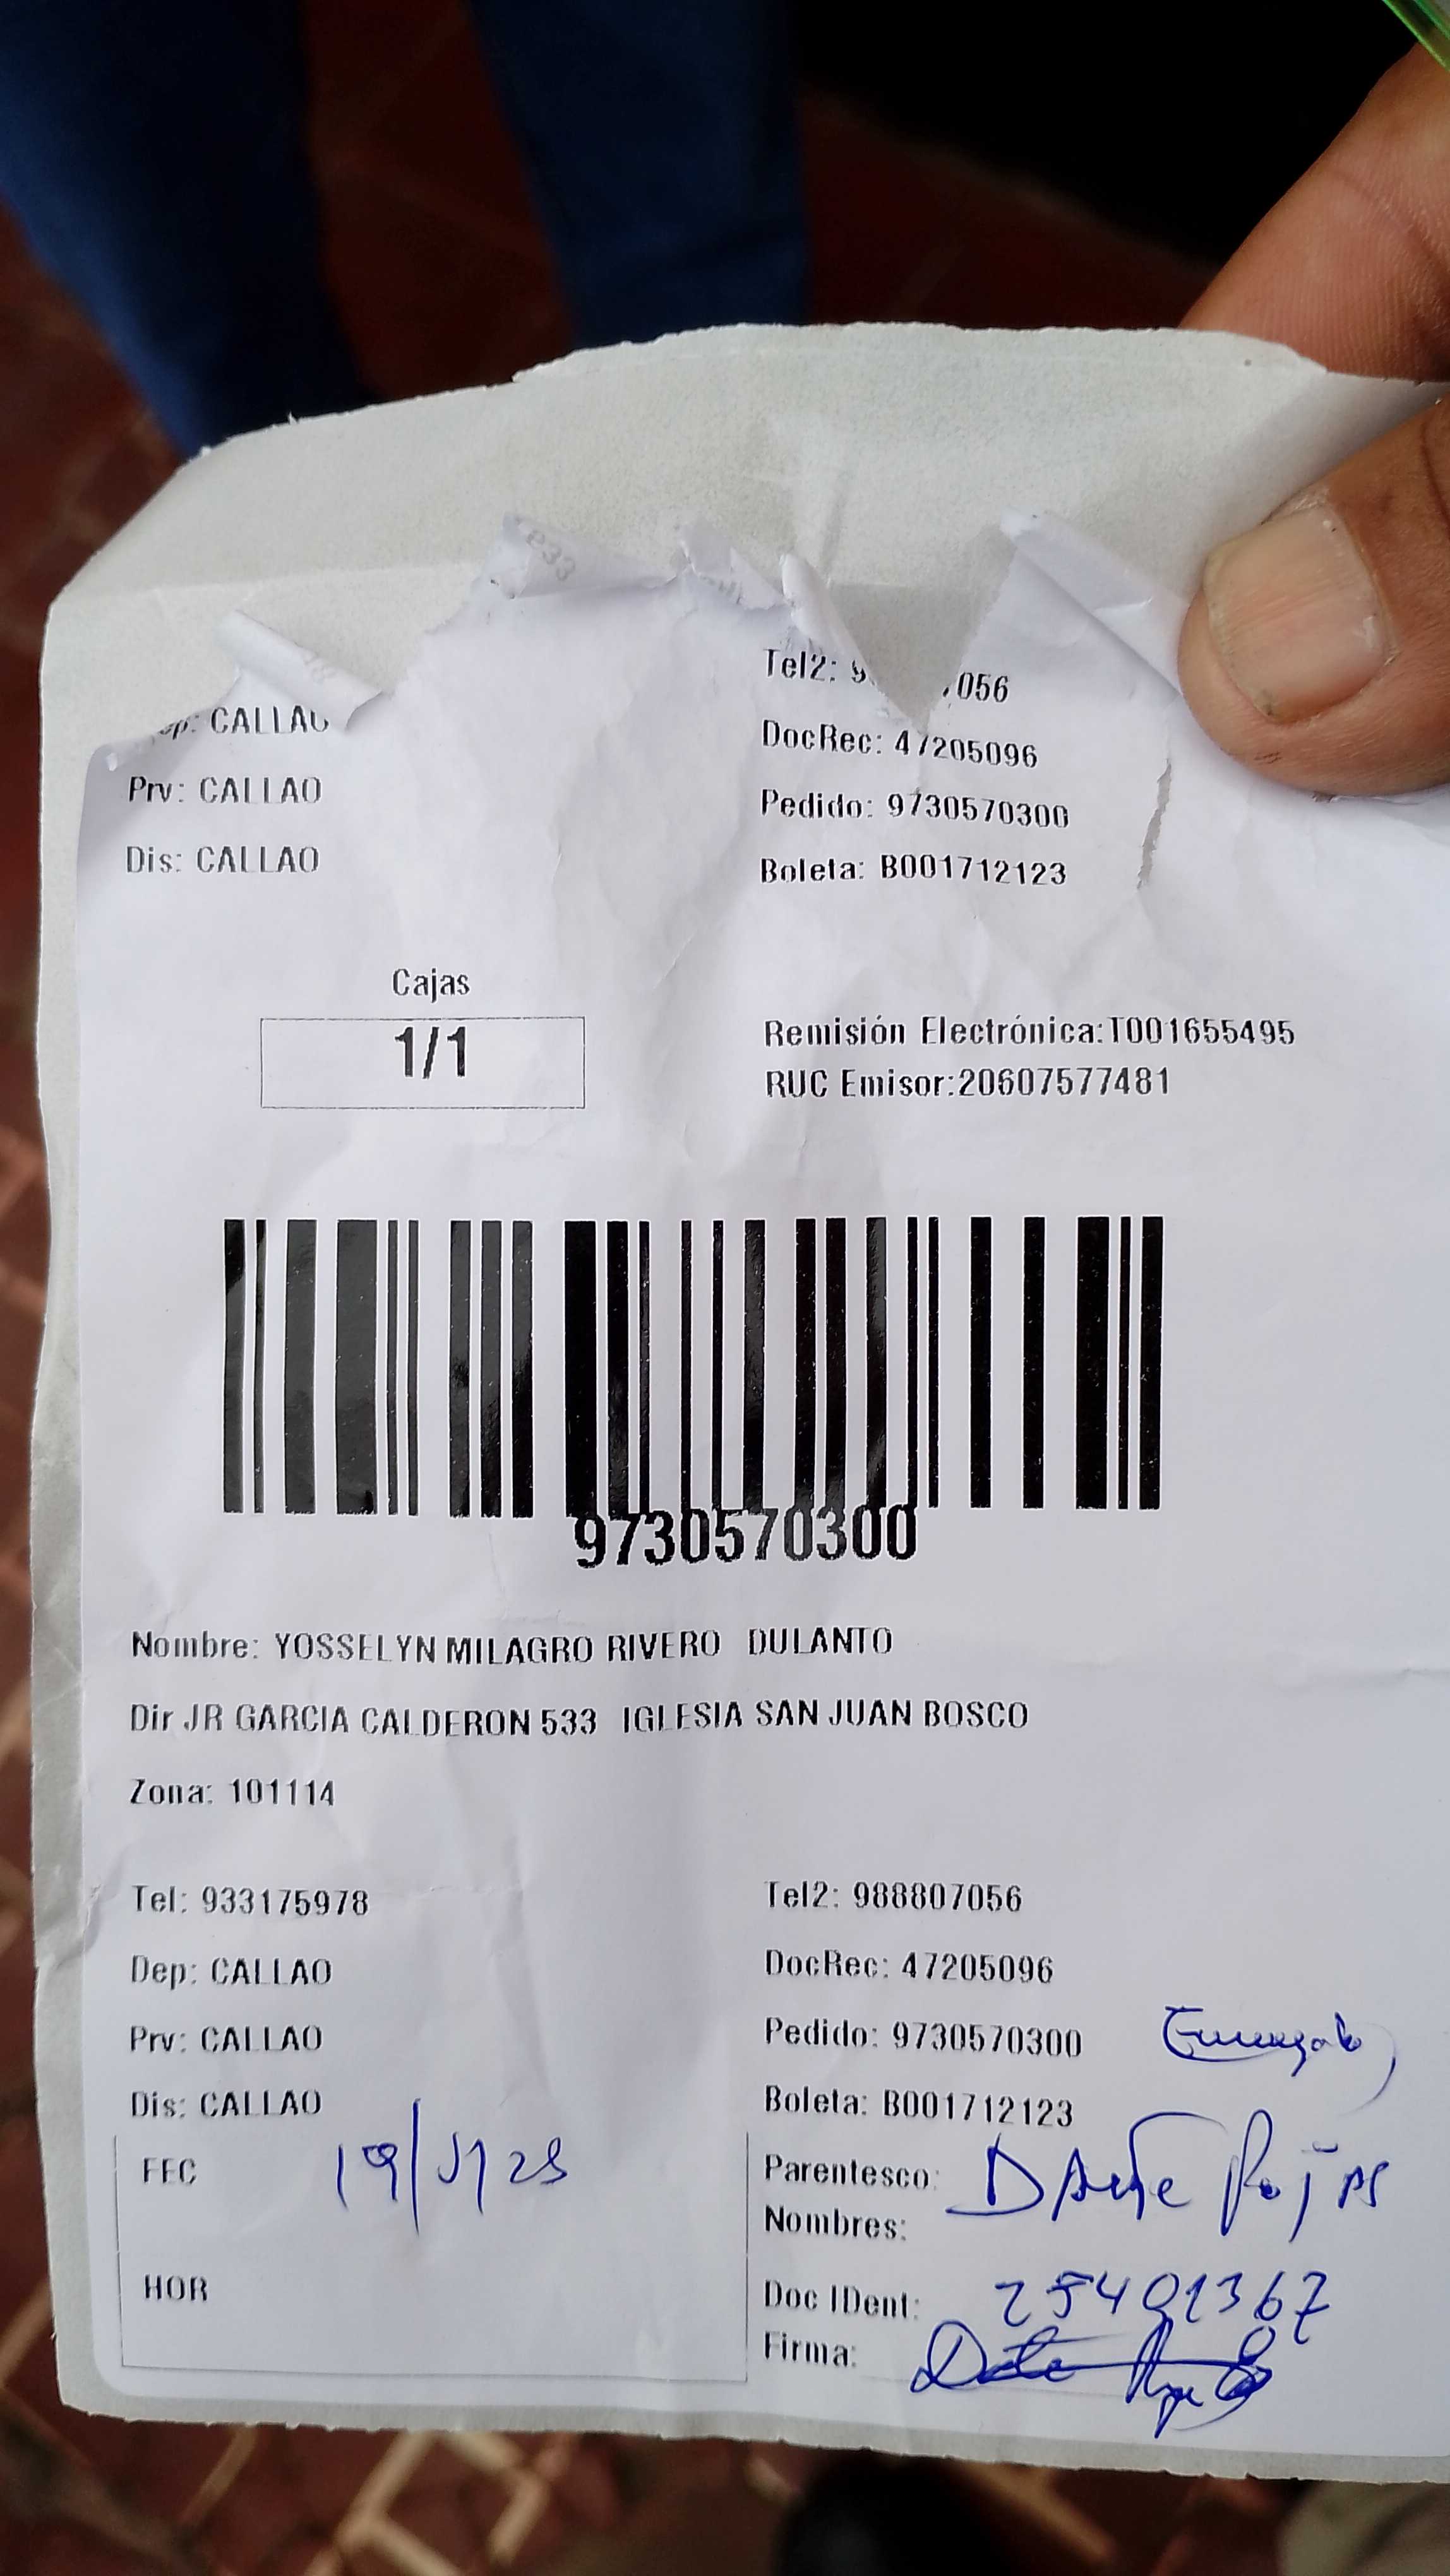 Tel2: 9 056
CALLAO
DocRec: 47205096
Prv: CALLAO
Pedido: 9730570300
Dis: CALLAO
Boleta: B001712123
Cajas
1/1
Remisión Electrónica:T001655495
RUC Emisor:20607577481
9730570300
Nombre: YOSSELYN MILAGRO RIVERO DULANTO
Dir JR GARCIA CALDERON 533 IGLESIA SAN JUAN BOSCO
Zona: 101114
Tel: 933175978
Tel2: 988807056
Dep: CALLAO
DocRec: 47205096
Prv: CALLAO
Pedido: 9730570300
Dis: CALLAO
Boleta: B001712123
FEC
Parentesco:
Nombres: DANTE Rojas
HOR
Doc IDent: 25401367
Firma: